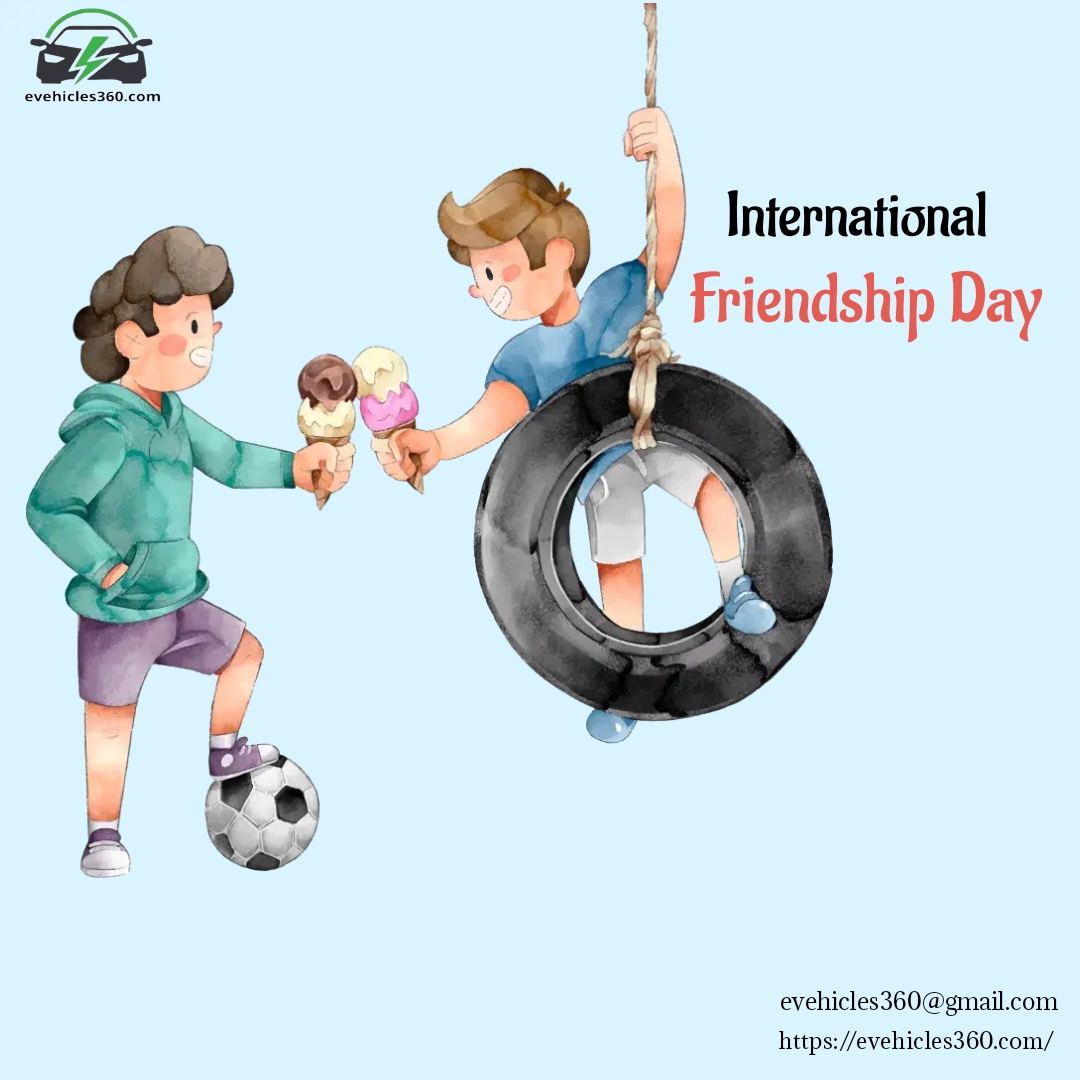 evehicles360.com
International
Friendship Day
evehicles360@gmail.com
https://evehicles360.com/